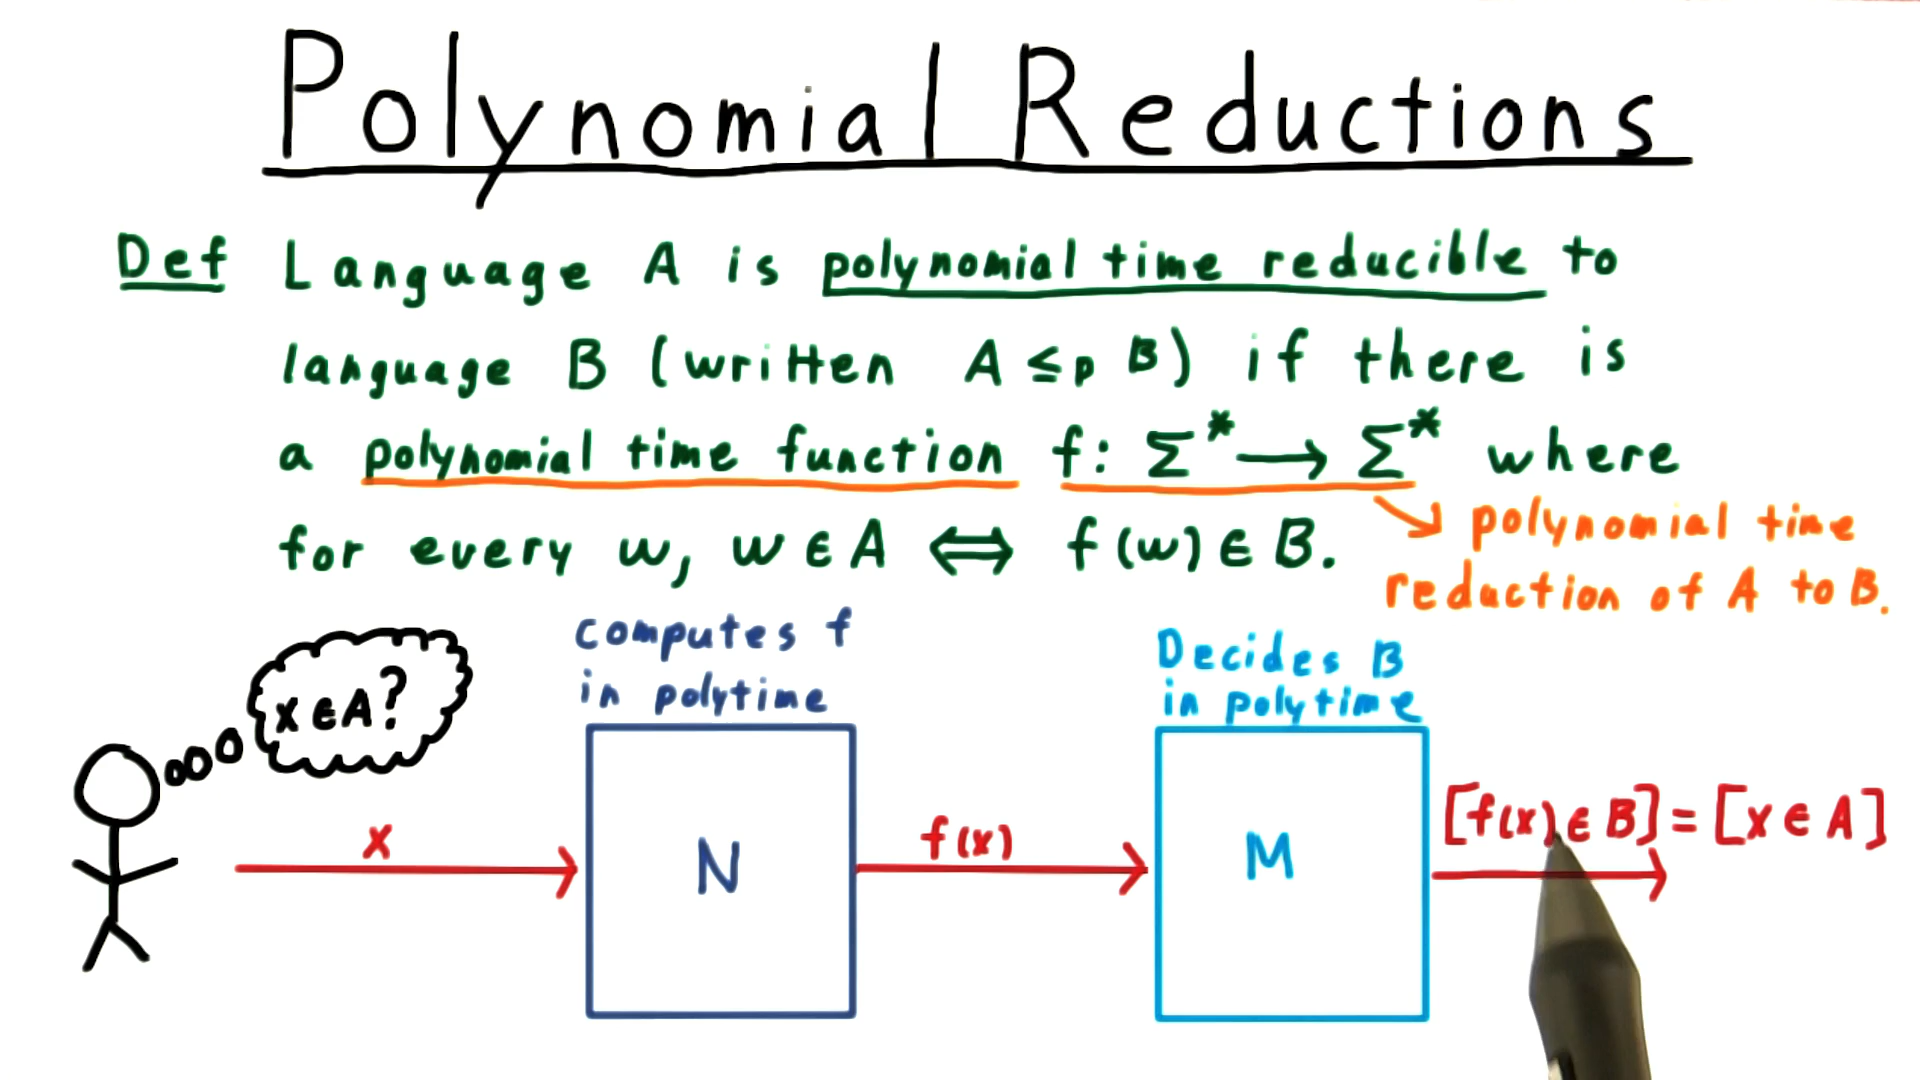 Polynomial Reductions
Def Language A is polynomial time reducible to
language B (written A ≤p B) if there is
a polynomial time function f: Σ* → Σ* where
for every w, w ∈ A ⟺ f(w) ∈ B.
polynomial time
reduction of A to B.
x ∈ A?
computes f
in polytime
Decides B
in polytime
x
N
f(x)
M
[f(x) ∈ B] = [x ∈ A]